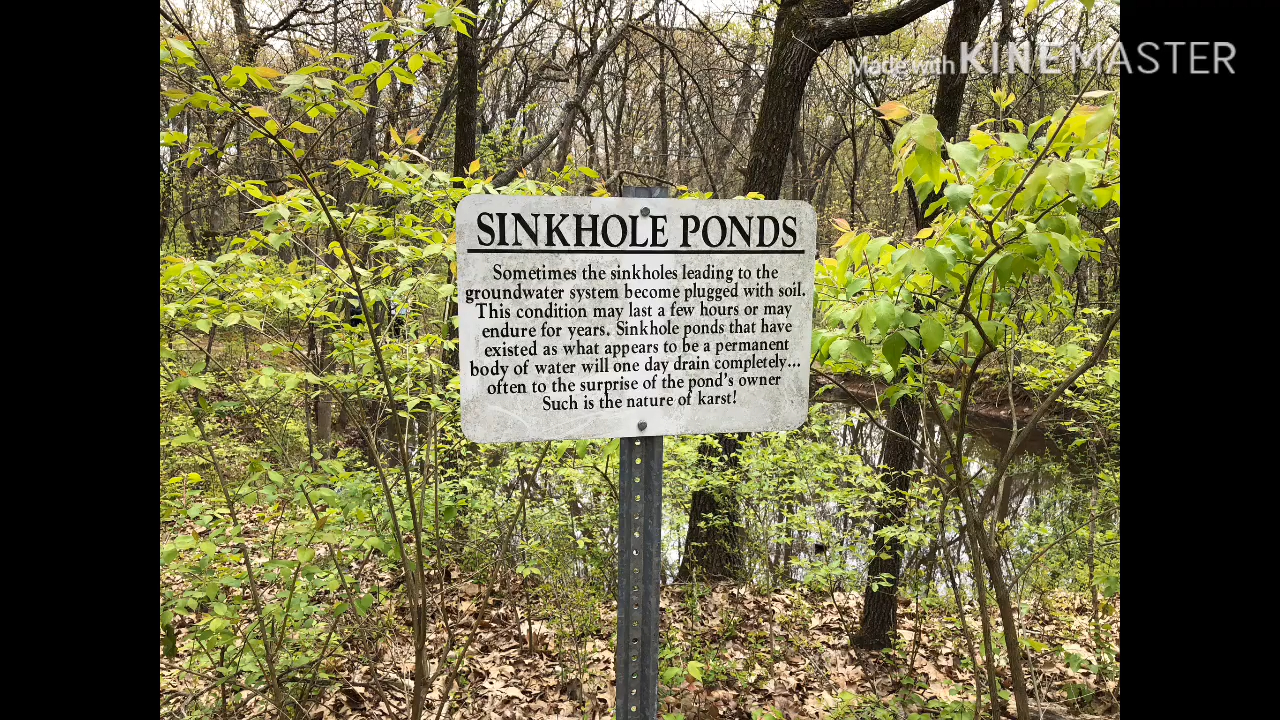 Made with KINEMASTER
SINKHOLE PONDS
Sometimes the sinkholes leading to the
groundwater system become plugged with soil.
This condition may last a few hours or may
endure for years. Sinkhole ponds that have
existed as what appears to be a permanent
body of water will one day drain completely...
often to the surprise of the pond's owner
Such is the nature of karst!